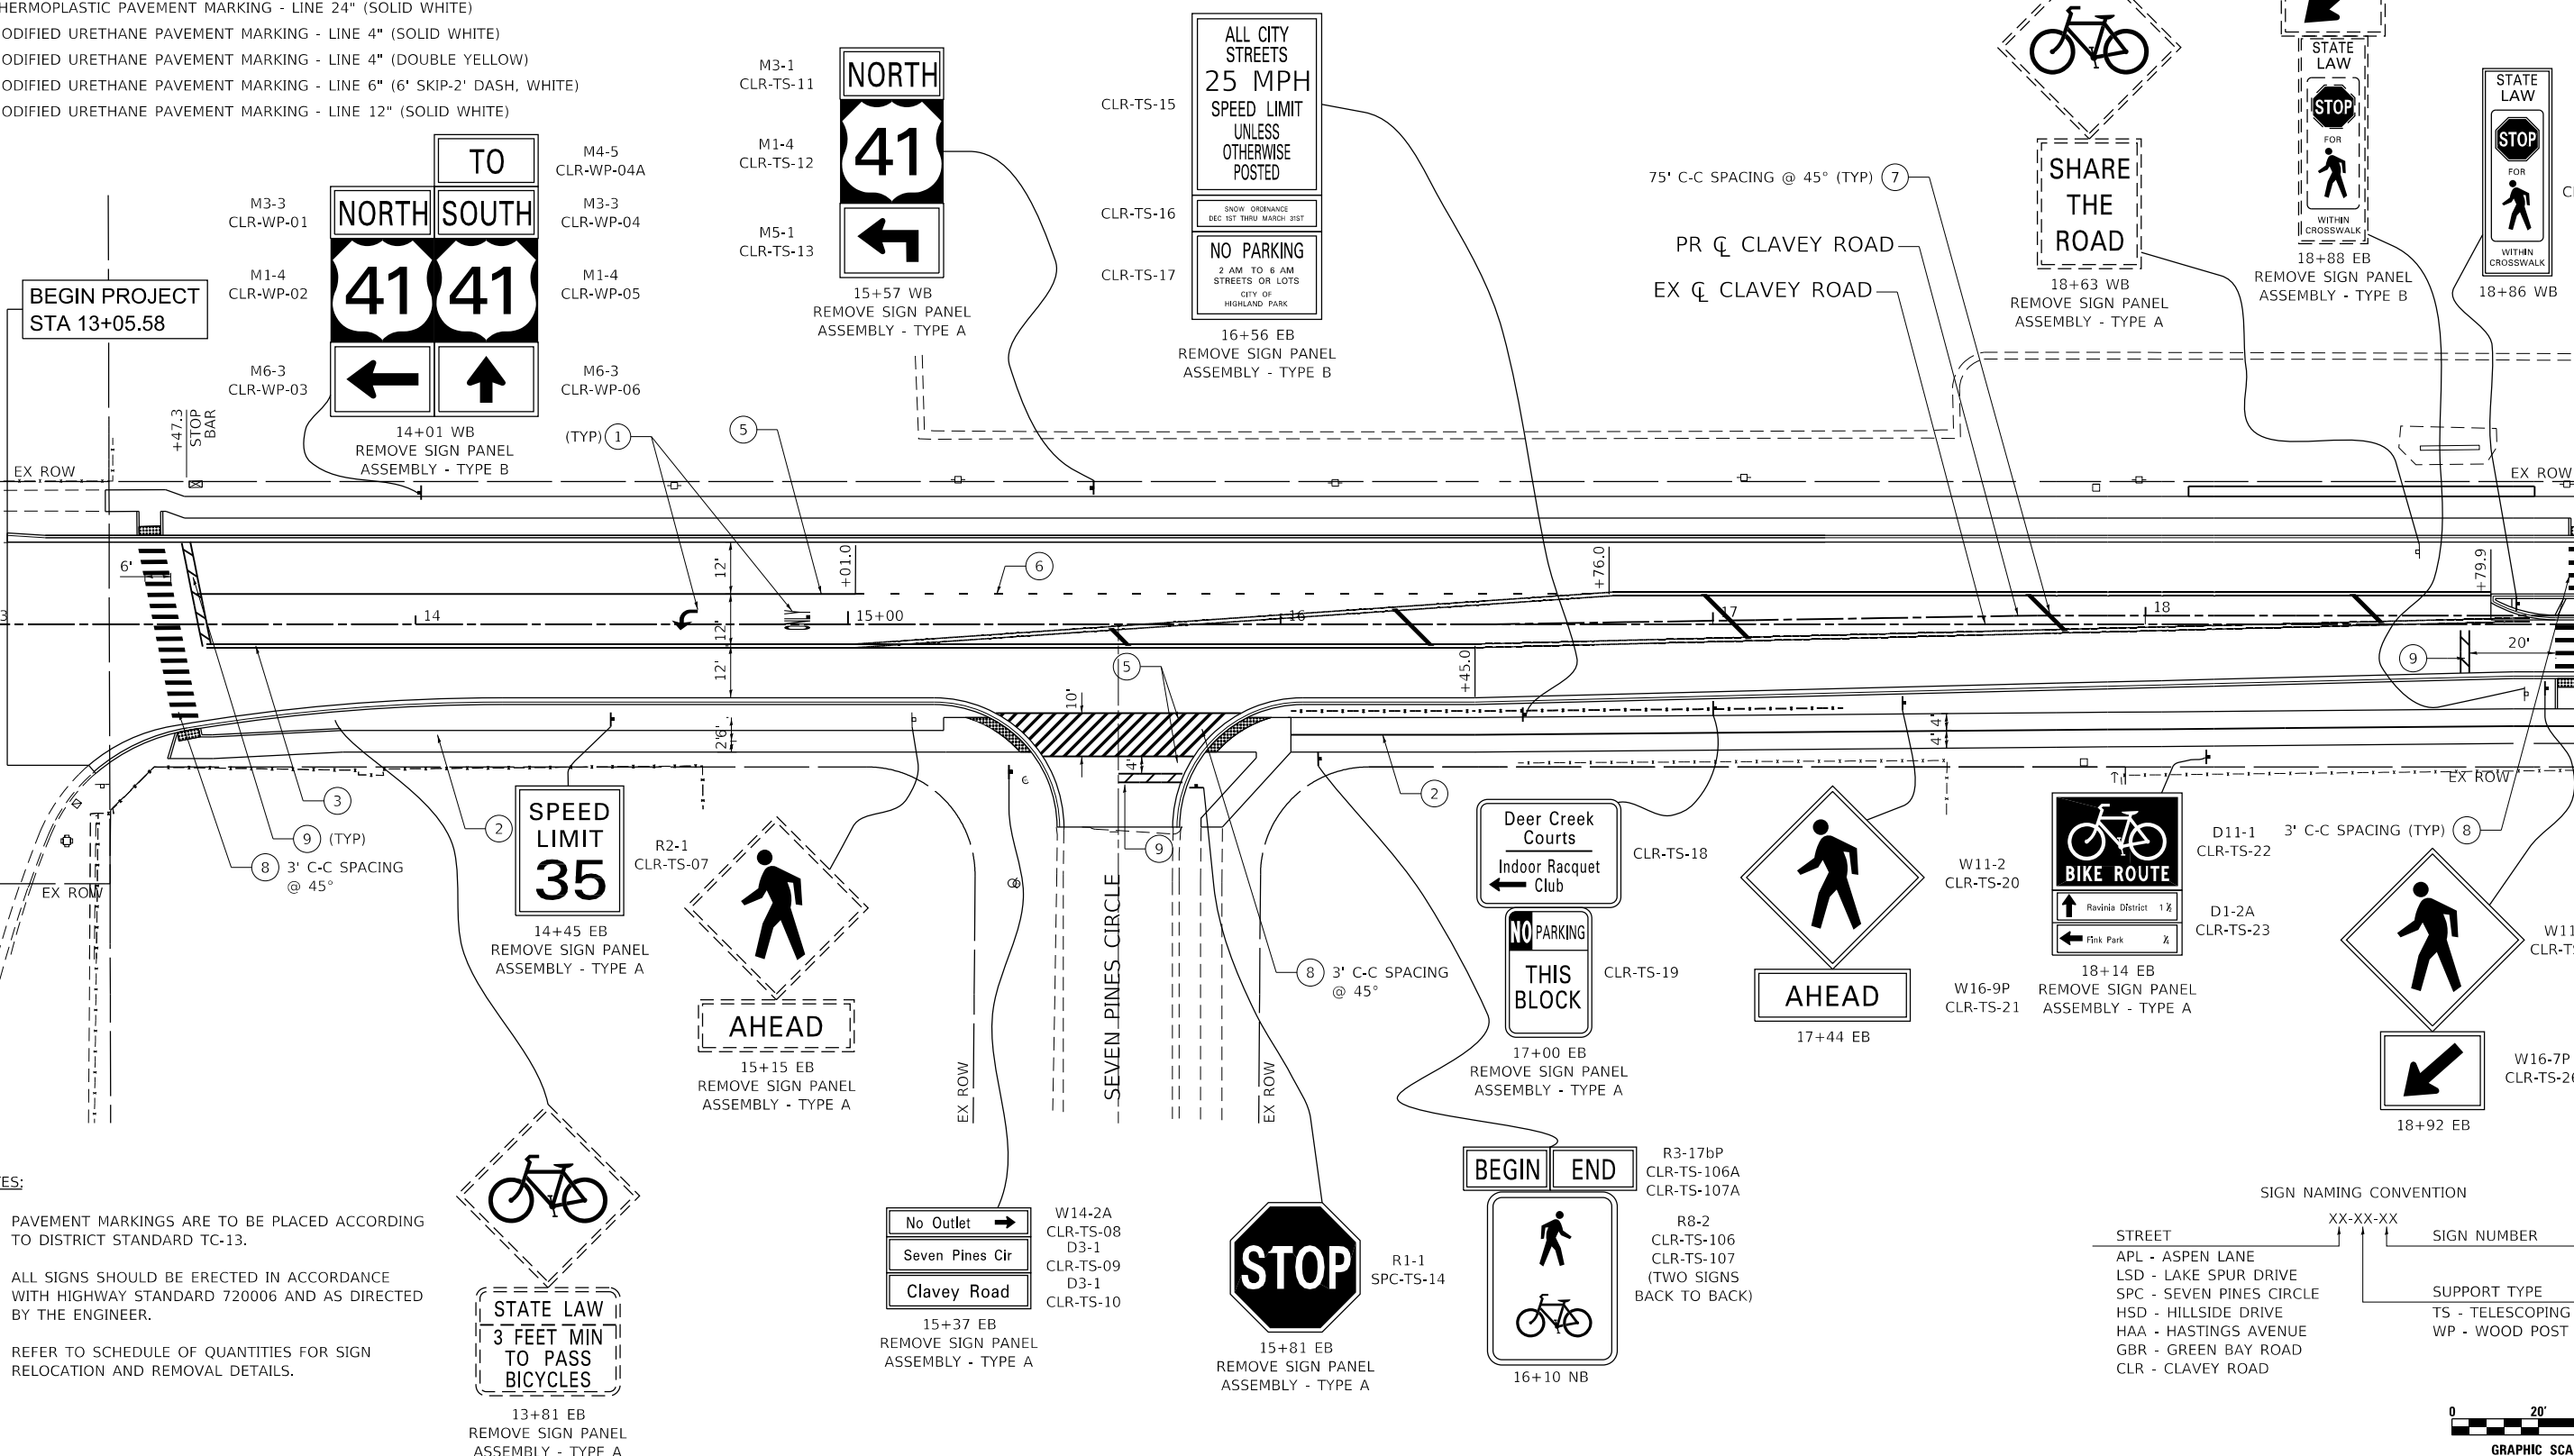 HERMOPLASTIC PAVEMENT MARKING - LINE 24" (SOLID WHITE)
ODIFIED URETHANE PAVEMENT MARKING - LINE 4" (SOLID WHITE)
ODIFIED URETHANE PAVEMENT MARKING - LINE 4" (DOUBLE YELLOW)
ODIFIED URETHANE PAVEMENT MARKING - LINE 6" (6' SKIP-2' DASH, WHITE)
ODIFIED URETHANE PAVEMENT MARKING - LINE 12" (SOLID WHITE)
BEGIN PROJECT
STA 13+05.58
TO
M4-5
CLR-WP-04A
M3-3
CLR-WP-01
NORTH
SOUTH
M3-3
CLR-WP-04
M1-4
CLR-WP-02
41
41
M1-4
CLR-WP-05
M6-3
CLR-WP-03
M6-3
CLR-WP-06
14+01 WB
REMOVE SIGN PANEL
ASSEMBLY - TYPE B
M3-1
CLR-TS-11
NORTH
M1-4
CLR-TS-12
41
M5-1
CLR-TS-13
15+57 WB
REMOVE SIGN PANEL
ASSEMBLY - TYPE A
CLR-TS-15
ALL CITY
STREETS
25 MPH
SPEED LIMIT
UNLESS
OTHERWISE
POSTED
CLR-TS-16
SNOW ORDINANCE
DEC 1ST THRU MARCH 31ST
CLR-TS-17
NO PARKING
2 AM TO 6 AM
STREETS OR LOTS
CITY OF
HIGHLAND PARK
16+56 EB
REMOVE SIGN PANEL
ASSEMBLY - TYPE B
75' C-C SPACING @ 45° (TYP) 7
PR ℄ CLAVEY ROAD
EX ℄ CLAVEY ROAD
SHARE
THE
ROAD
18+63 WB
REMOVE SIGN PANEL
ASSEMBLY - TYPE A
STATE
LAW
STOP
FOR
WITHIN
CROSSWALK
18+88 EB
REMOVE SIGN PANEL
ASSEMBLY - TYPE B
STATE
LAW
STOP
FOR
WITHIN
CROSSWALK
18+86 WB
+47.3
STOP
BAR
(TYP) 1
5
EX ROW
EX ROW
6'
12'
12'
12'
+01.0
6
+76.0
+79.9
14
15+00
16
17
18
5
+45.0
9
20'
10'
2'
6'
4'
4'
4'
3
9 (TYP)
8 3' C-C SPACING
@ 45°
2
EX ROW
2
9
EX ROW
SPEED
LIMIT
35
R2-1
CLR-TS-07
14+45 EB
REMOVE SIGN PANEL
ASSEMBLY - TYPE A
AHEAD
15+15 EB
REMOVE SIGN PANEL
ASSEMBLY - TYPE A
EX ROW
SEVEN PINES CIRCLE
EX ROW
8 3' C-C SPACING
@ 45°
Deer Creek
Courts
Indoor Racquet
Club
CLR-TS-18
NO PARKING
THIS
BLOCK
CLR-TS-19
17+00 EB
REMOVE SIGN PANEL
ASSEMBLY - TYPE A
W11-2
CLR-TS-20
AHEAD
W16-9P
CLR-TS-21
17+44 EB
BIKE ROUTE
D11-1
CLR-TS-22
Ravinia District 1 ½
Fink Park
D1-2A
CLR-TS-23
18+14 EB
REMOVE SIGN PANEL
ASSEMBLY - TYPE A
3' C-C SPACING (TYP) 8
W16-7P
18+92 EB
STATE LAW
3 FEET MIN
TO PASS
BICYCLES
13+81 EB
REMOVE SIGN PANEL
ASSEMBLY - TYPE A
No Outlet
Seven Pines Cir
Clavey Road
W14-2A
CLR-TS-08
D3-1
CLR-TS-09
D3-1
CLR-TS-10
15+37 EB
REMOVE SIGN PANEL
ASSEMBLY - TYPE A
STOP
R1-1
SPC-TS-14
15+81 EB
REMOVE SIGN PANEL
ASSEMBLY - TYPE A
BEGIN
END
R3-17bP
CLR-TS-106A
CLR-TS-107A
R8-2
CLR-TS-106
CLR-TS-107
(TWO SIGNS
BACK TO BACK)
16+10 NB
TES:
PAVEMENT MARKINGS ARE TO BE PLACED ACCORDING
TO DISTRICT STANDARD TC-13.
ALL SIGNS SHOULD BE ERECTED IN ACCORDANCE
WITH HIGHWAY STANDARD 720006 AND AS DIRECTED
BY THE ENGINEER.
REFER TO SCHEDULE OF QUANTITIES FOR SIGN
RELOCATION AND REMOVAL DETAILS.
SIGN NAMING CONVENTION
XX-XX-XX
STREET
SIGN NUMBER
APL - ASPEN LANE
LSD - LAKE SPUR DRIVE
SPC - SEVEN PINES CIRCLE
HSD - HILLSIDE DRIVE
HAA - HASTINGS AVENUE
GBR - GREEN BAY ROAD
CLR - CLAVEY ROAD
SUPPORT TYPE
TS - TELESCOPING
WP - WOOD POST
0 20'
GRAPHIC SCA